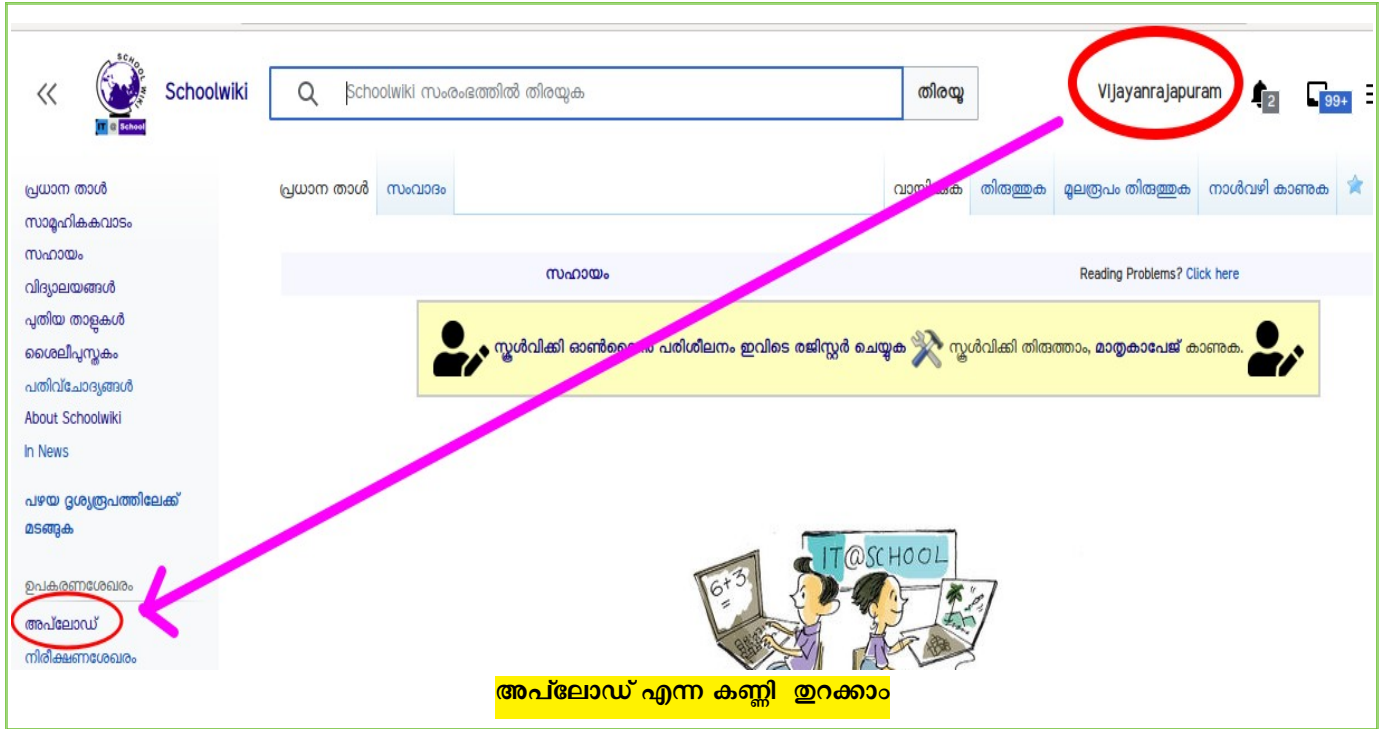 SCHOOL WIKI
IT @ School
Schoolwiki
Schoolwiki സംരംഭത്തിൽ തിരയുക
തിരയൂ
Vijayanrajapuram
2
99+
പ്രധാന താൾ
സാമൂഹികകവാടം
സഹായം
വിദ്യാലയങ്ങൾ
പുതിയ താളുകൾ
ശൈലീപുസ്തകം
പതിവ്ചോദ്യങ്ങൾ
About Schoolwiki
In News
പഴയ ദൃശ്യരൂപത്തിലേക്ക്
മടങ്ങുക
ഉപകരണശേഖരം
അപ്‌ലോഡ്
നിരീക്ഷണശേഖരം
പ്രധാന താൾ സംവാദം
വായിക്കുക തിരുത്തുക മൂലരൂപം തിരുത്തുക നാൾവഴി കാണുക
സഹായം
Reading Problems? Click here
സ്കൂൾവിക്കി ഓൺലൈൻ പരിശീലനം ഇവിടെ രജിസ്റ്റർ ചെയ്യുക സ്കൂൾവിക്കി തിരുത്താം, മാതൃകാപേജ് കാണുക.
IT@SCHOOL
6+3
=
അപ്‌ലോഡ് എന്ന കണ്ണി തുറക്കാം